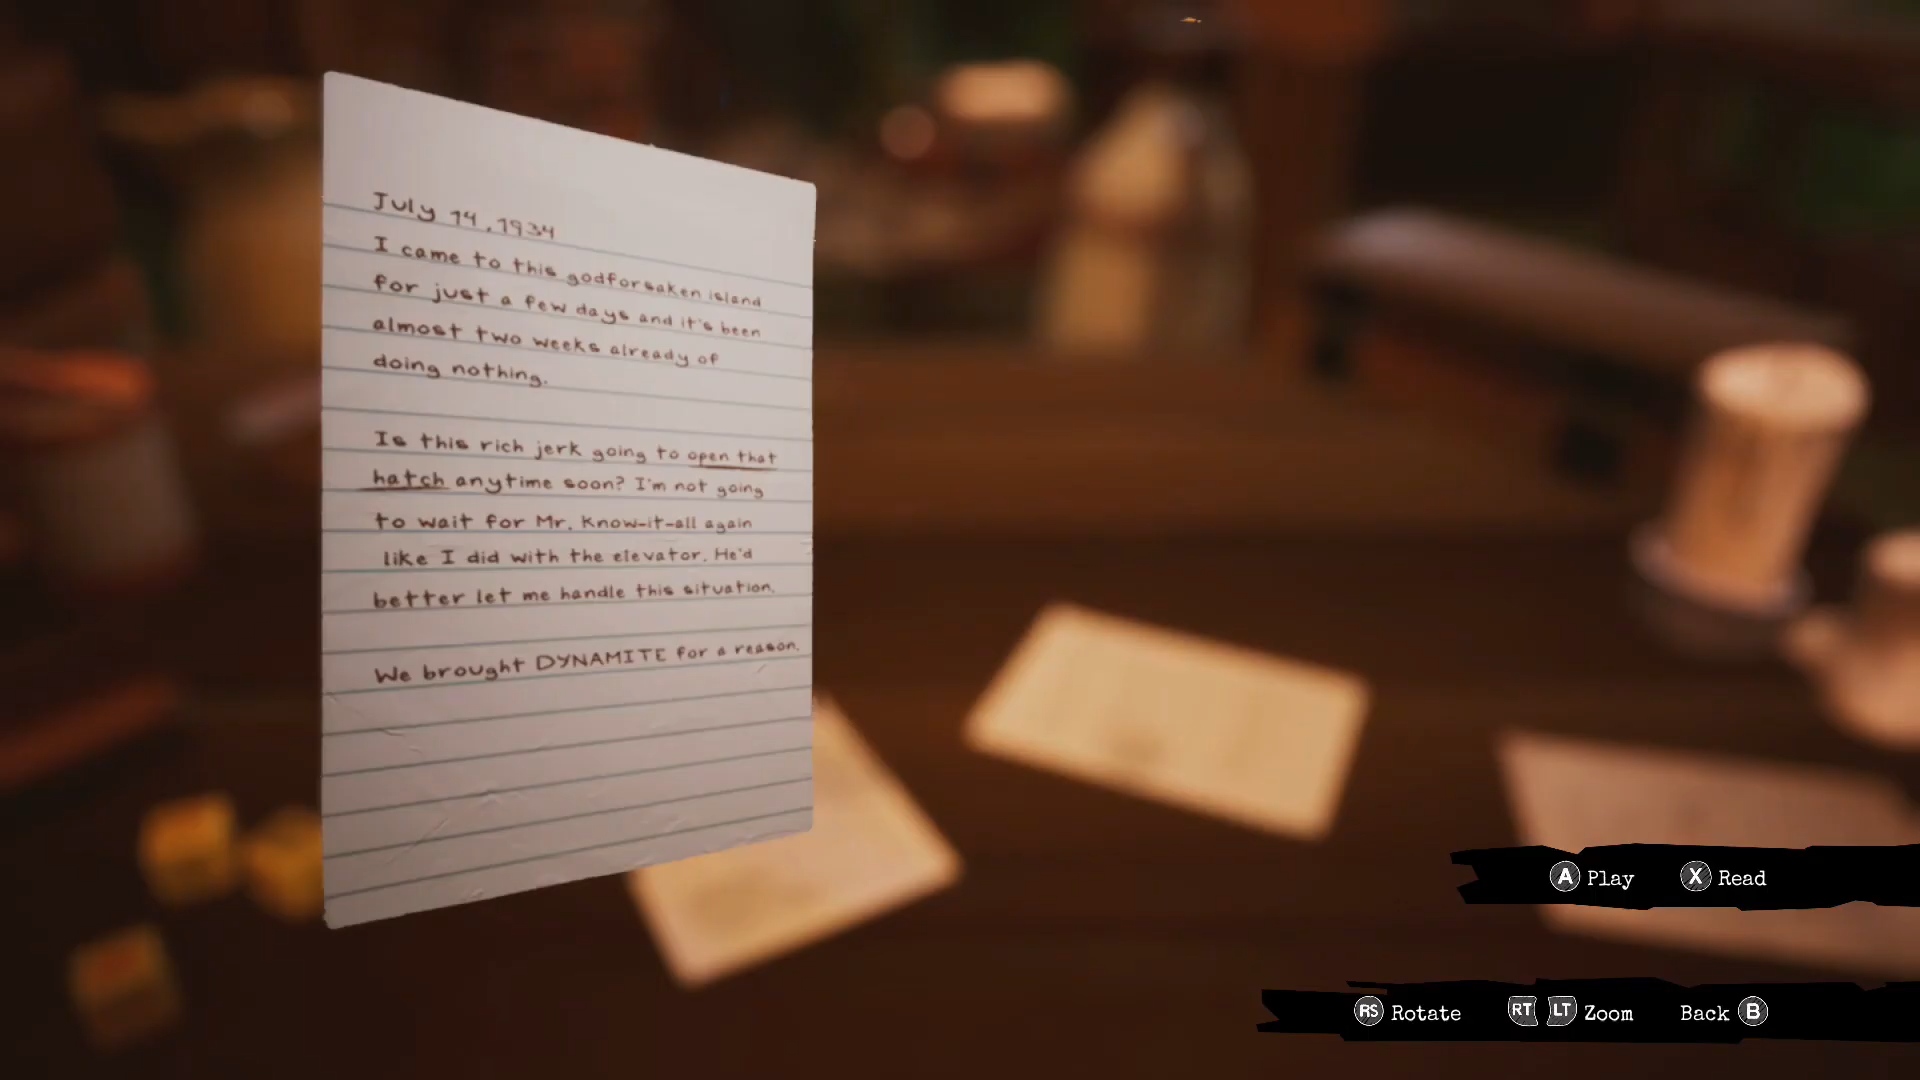 July 14, 1934
I came to this godforsaken island
for just a few days and it's been
almost two weeks already of
doing nothing.
Is this rich jerk going to open that
hatch anytime soon? I'm not going
to wait for Mr. Know-it-all again
like I did with the elevator. He'd
better let me handle this situation.
We brought DYNAMITE for a reason.
A Play X Read
RS Rotate RT LT Zoom Back B